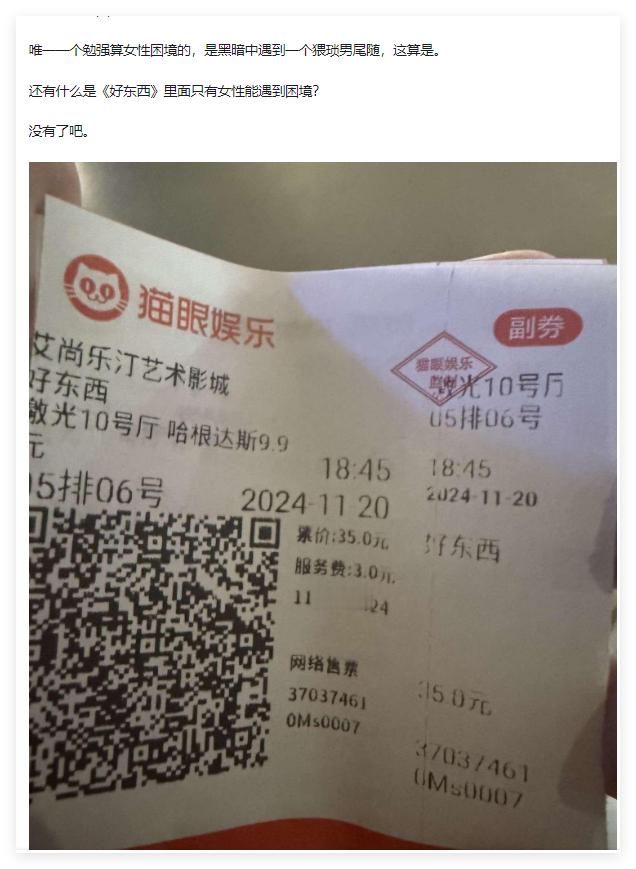 唯一一个勉强算女性困境的，是黑暗中遇到一个猥琐男尾随，这算是。
还有什么是《好东西》里面只有女性能遇到困境？
没有了吧。
猫眼娱乐
副券
艾尚乐汀艺术影城
好东西
敏光10号厅 哈根达斯9.9
元
05排06号
18:45
2024-11-20
票价:35.0元
服务费:3.0元
11 24
网络售票
37037461
0Ms0007
猫眼娱乐
敏光10号厅
05排06号
18:45
2024-11-20
好东西
35.0元
37037461
0Ms0007